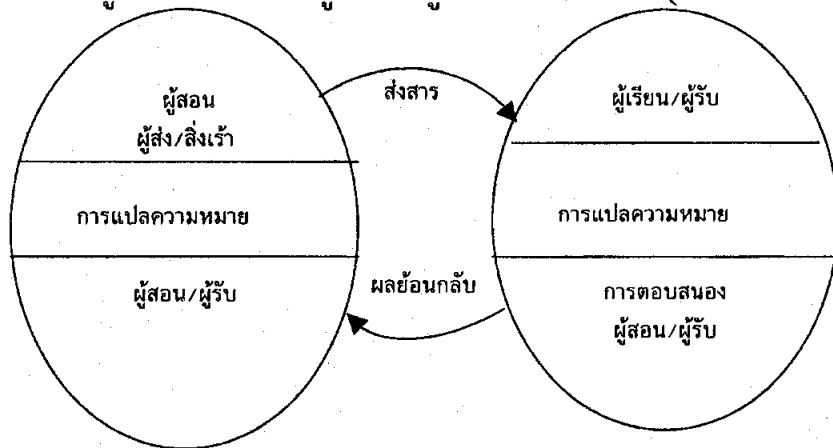 ผู้สอน
ผู้ส่ง/สิ่งเร้า
การแปลความหมาย
ผู้สอน/ผู้รับ
ส่งสาร
ผลย้อนกลับ
ผู้เรียน/ผู้รับ
การแปลความหมาย
การตอบสนอง
ผู้สอน/ผู้รับ